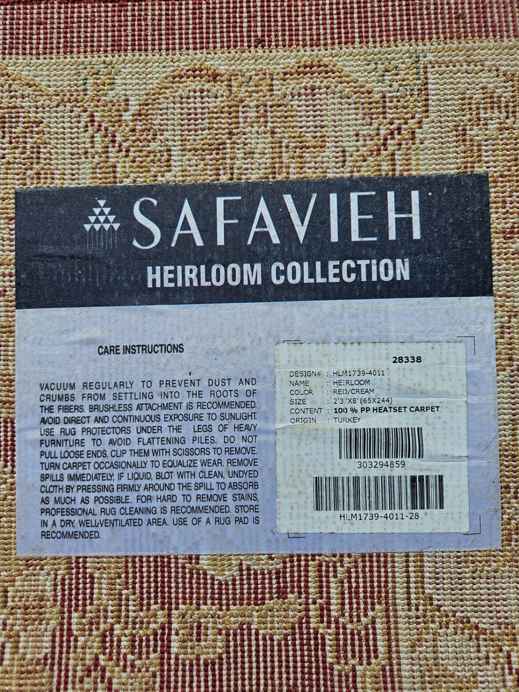 SAFAVIEH
HEIRLOOM COLLECTION
CARE INSTRUCTIONS
VACUUM REGULARLY TO PREVENT DUST AND
CRUMBS FROM SETTLING INTO THE ROOTS OF
THE FIBERS. BRUSHLESS ATTACHMENT IS RECOMMENDED.
AVOID DIRECT AND CONTINUOUS EXPOSURE TO SUNLIGHT.
USE RUG PROTECTORS UNDER THE LEGS OF HEAVY
FURNITURE TO AVOID FLATTENING PILES. DO NOT
PULL LOOSE ENDS, CLIP THEM WITH SCISSORS TO REMOVE.
TURN CARPET OCCASIONALLY TO EQUALIZE WEAR. REMOVE
SPILLS IMMEDIATELY, IF LIQUID, BLOT WITH CLEAN, UNDYED
CLOTH BY PRESSING FIRMLY AROUND THE SPILL TO ABSORB
AS MUCH AS POSSIBLE. FOR HARD TO REMOVE STAINS,
PROFESSIONAL RUG CLEANING IS RECOMMENDED. STORE
IN A DRY, WELL-VENTILATED AREA. USE OF A RUG PAD IS
RECOMMENDED.
28338
DESIGN# : HLM1739-4011
NAME : HEIRLOOM
COLOR : RED/CREAM
SIZE : 2'3"X8' [65X244]
CONTENT : 100 % PP HEATSET CARPET
ORIGIN : TURKEY
303294859
HLM1739-4011-28